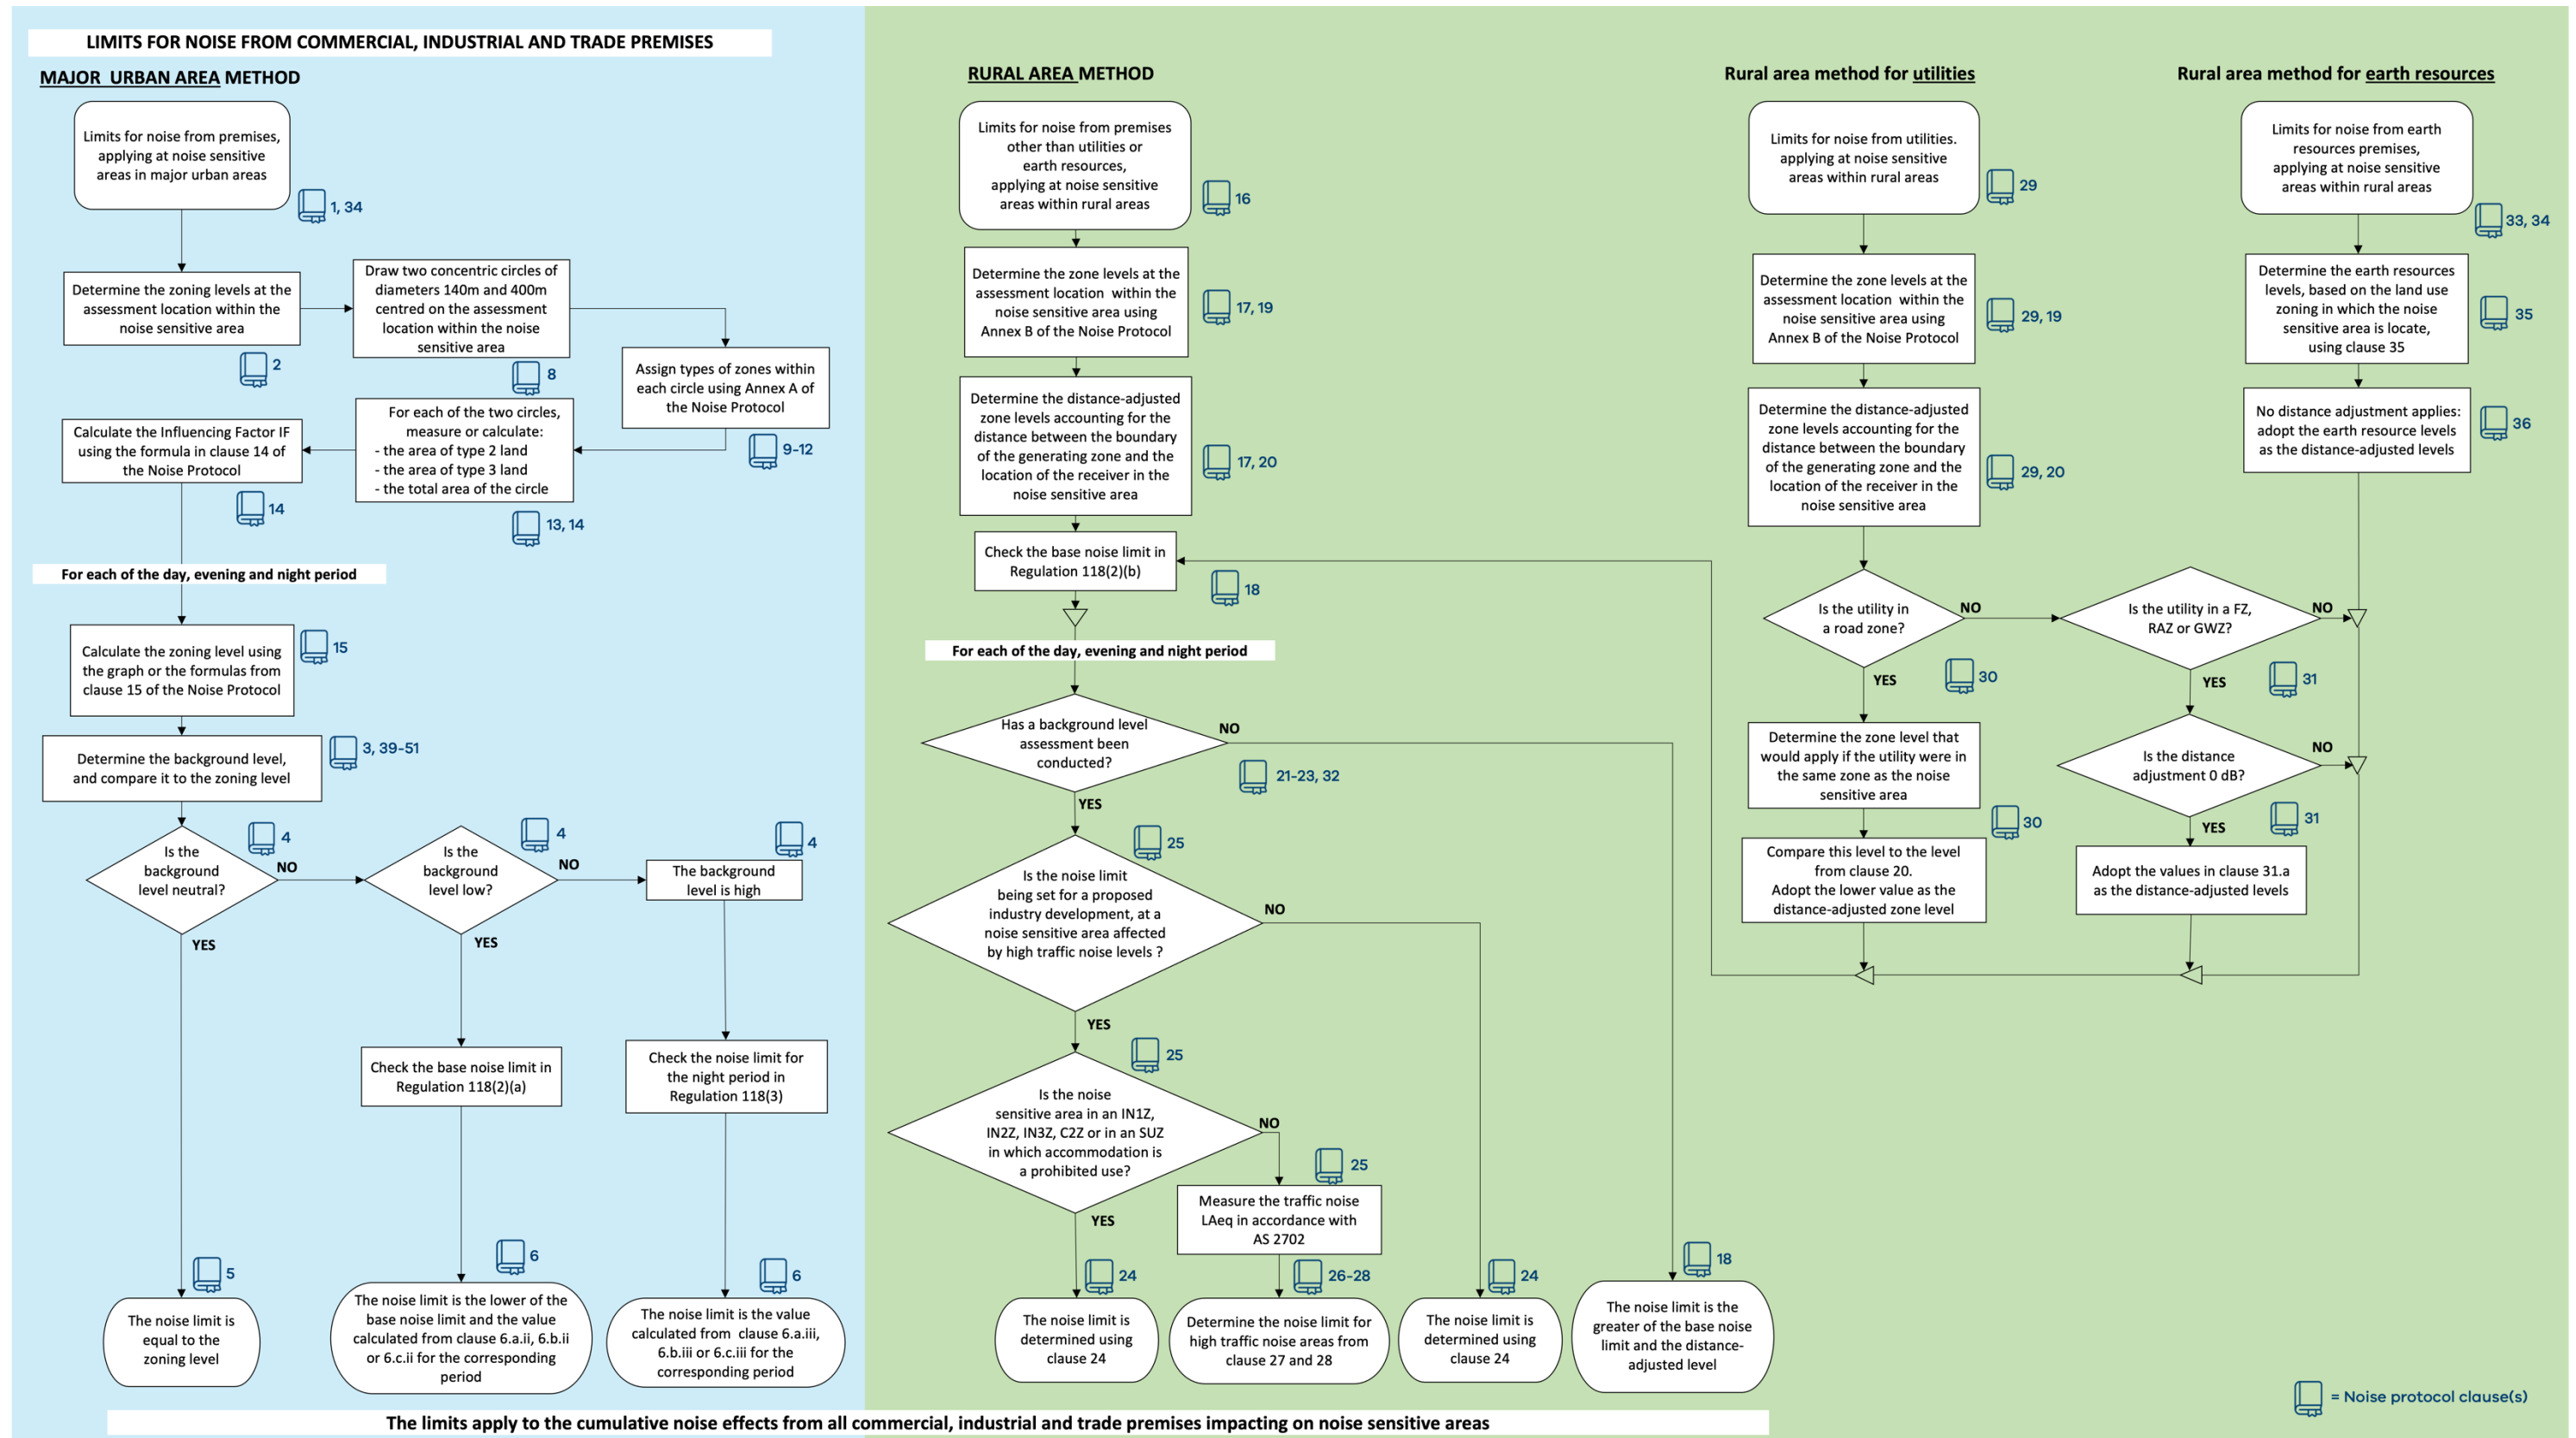 LIMITS FOR NOISE FROM COMMERCIAL, INDUSTRIAL AND TRADE PREMISES
MAJOR URBAN AREA METHOD
Limits for noise from premises,
applying at noise sensitive
areas in major urban areas
1, 34
Determine the zoning levels at the
assessment location within the
noise sensitive area
2
Draw two concentric circles of
diameters 140m and 400m
centred on the assessment
location within the noise
sensitive area
8
Assign types of zones within
each circle using Annex A of
the Noise Protocol
9-12
For each of the two circles,
measure or calculate:
- the area of type 2 land
- the area of type 3 land
- the total area of the circle
13, 14
Calculate the Influencing Factor IF
using the formula in clause 14 of
the Noise Protocol
14
For each of the day, evening and night period
Calculate the zoning level using
the graph or the formulas from
clause 15 of the Noise Protocol
15
Determine the background level,
and compare it to the zoning level
3, 39-51
Is the
background
level neutral?
4
NO
YES
Is the
background
level low?
4
NO
YES
The background
level is high
4
Check the base noise limit in
Regulation 118(2)(a)
Check the noise limit for
the night period in
Regulation 118(3)
5
The noise limit is
equal to the
zoning level
6
The noise limit is the lower of the
base noise limit and the value
calculated from clause 6.a.ii, 6.b.ii
or 6.c.ii for the corresponding
period
6
The noise limit is the value
calculated from clause 6.a.iii,
6.b.iii or 6.c.iii for the
corresponding period
RURAL AREA METHOD
Limits for noise from premises
other than utilities or
earth resources,
applying at noise sensitive
areas within rural areas
16
Determine the zone levels at the
assessment location within the
noise sensitive area using
Annex B of the Noise Protocol
17, 19
Determine the distance-adjusted
zone levels accounting for the
distance between the boundary
of the generating zone and the
location of the receiver in the
noise sensitive area
17, 20
Check the base noise limit in
Regulation 118(2)(b)
18
For each of the day, evening and night period
Has a background level
assessment been
conducted?
NO
21-23, 32
YES
25
Is the noise limit
being set for a proposed
industry development, at a
noise sensitive area affected
by high traffic noise levels ?
NO
YES
25
Is the noise
sensitive area in an IN1Z,
IN2Z, IN3Z, C2Z or in an SUZ
in which accommodation is
a prohibited use?
NO
YES
25
Measure the traffic noise
LAeq in accordance with
AS 2702
24
The noise limit is
determined using
clause 24
26-28
Determine the noise limit for
high traffic noise areas from
clause 27 and 28
24
The noise limit is
determined using
clause 24
18
The noise limit is the
greater of the base noise
limit and the distance-
adjusted level
Rural area method for utilities
Limits for noise from utilities.
applying at noise sensitive
areas within rural areas
29
Determine the zone levels at the
assessment location within the
noise sensitive area using
Annex B of the Noise Protocol
29, 19
Determine the distance-adjusted
zone levels accounting for the
distance between the boundary
of the generating zone and the
location of the receiver in the
noise sensitive area
29, 20
Is the utility in
a road zone?
NO
YES
30
Determine the zone level that
would apply if the utility were in
the same zone as the noise
sensitive area
30
Compare this level to the level
from clause 20.
Adopt the lower value as the
distance-adjusted zone level
Is the utility in a FZ,
RAZ or GWZ?
NO
YES
31
Is the distance
adjustment 0 dB?
NO
YES
31
Adopt the values in clause 31.a
as the distance-adjusted levels
Rural area method for earth resources
Limits for noise from earth
resources premises,
applying at noise sensitive
areas within rural areas
33, 34
Determine the earth resources
levels, based on the land use
zoning in which the noise
sensitive area is locate,
using clause 35
35
No distance adjustment applies:
adopt the earth resource levels
as the distance-adjusted levels
36
= Noise protocol clause(s)
The limits apply to the cumulative noise effects from all commercial, industrial and trade premises impacting on noise sensitive areas